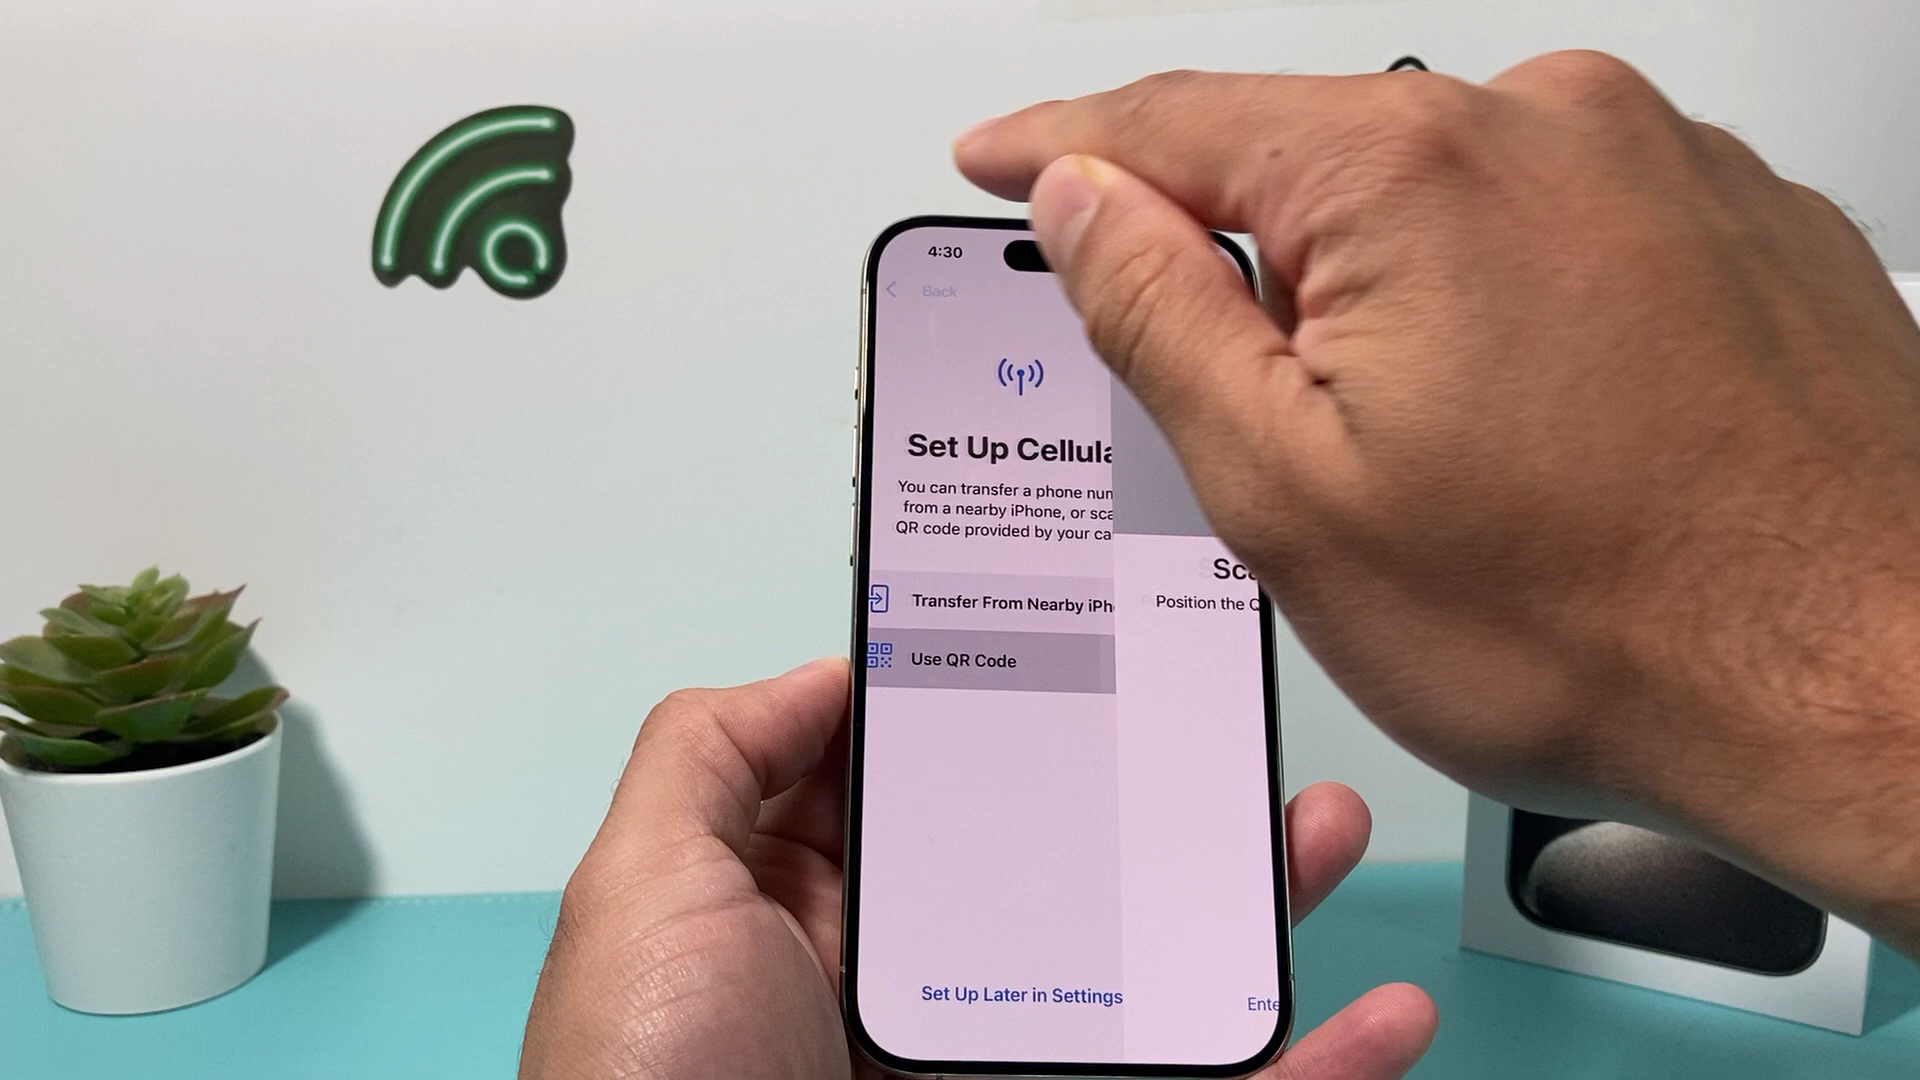 4:30
Back
Set Up Cellula
You can transfer a phone num
from a nearby iPhone, or sca
QR code provided by your ca
Transfer From Nearby iPh
Use QR Code
Set Up Later in Settings
Sca
Position the Q
Ente